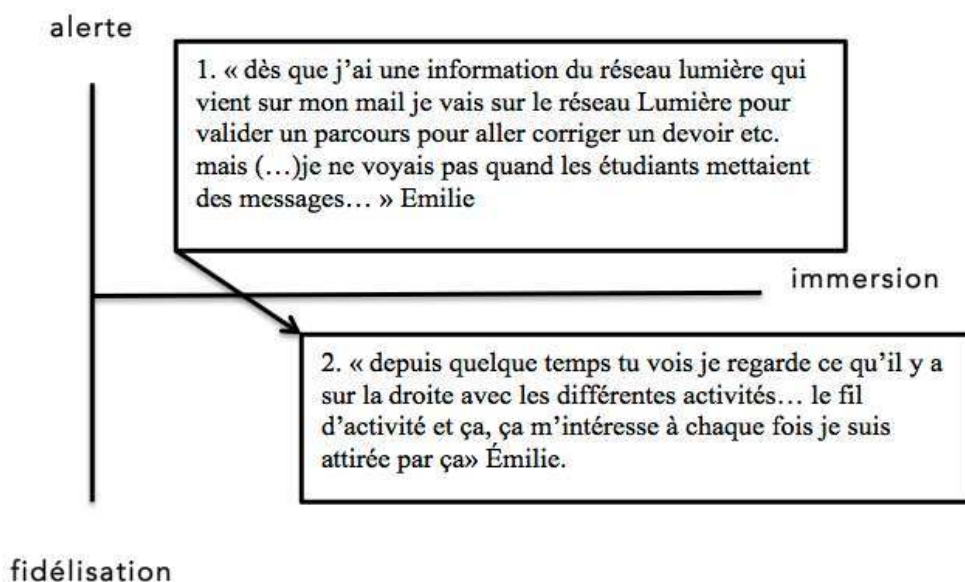 alerte
1. « dès que j’ai une information du réseau lumière qui
vient sur mon mail je vais sur le réseau Lumière pour
valider un parcours pour aller corriger un devoir etc.
mais (…)je ne voyais pas quand les étudiants mettaient
des messages… » Emilie
immersion
2. « depuis quelque temps tu vois je regarde ce qu’il y a
sur la droite avec les différentes activités… le fil
d’activité et ça, ça m’intéresse à chaque fois je suis
attirée par ça» Émilie.
fidélisation